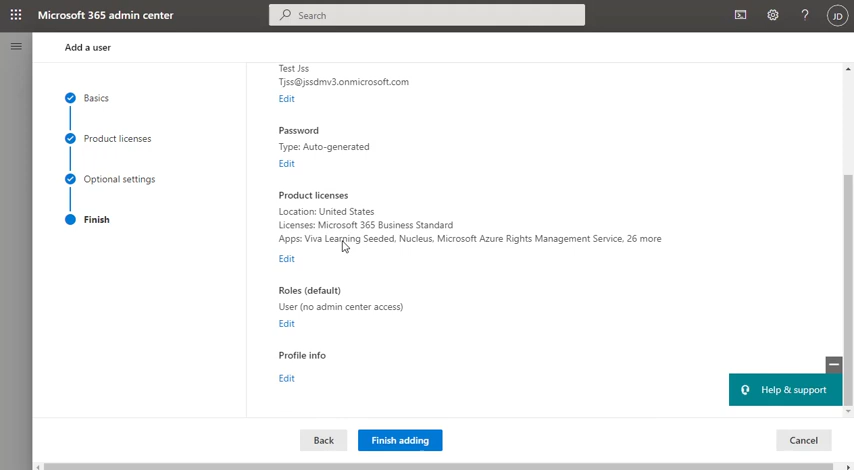 Microsoft 365 admin center
Search
JD
Add a user
Basics
Product licenses
Optional settings
Finish
Test Jss
Tjss@jssdmv3.onmicrosoft.com
Edit
Password
Type: Auto-generated
Edit
Product licenses
Location: United States
Licenses: Microsoft 365 Business Standard
Apps: Viva Learning Seeded, Nucleus, Microsoft Azure Rights Management Service, 26 more
Edit
Roles (default)
User (no admin center access)
Edit
Profile info
Edit
Help & support
Back
Finish adding
Cancel